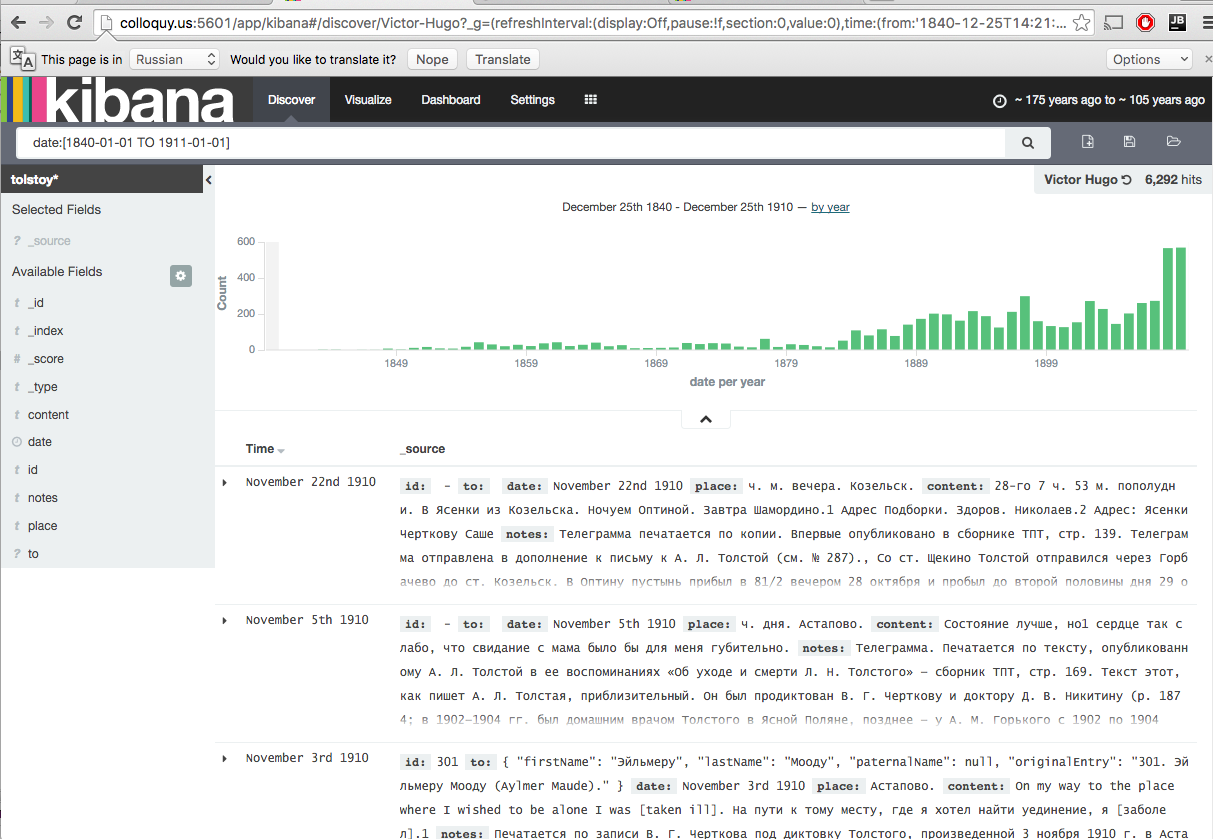 colloquy.us:5601/app/kibana#/discover/Victor-Hugo?_g=(refreshInterval:(display:Off,pause:!f,section:0,value:0),time:(from:'1840-12-25T14:21:...
JB
This page is in Russian Would you like to translate it? Nope Translate Options
kibana Discover Visualize Dashboard Settings ~ 175 years ago to ~ 105 years ago
date:[1840-01-01 TO 1911-01-01]
tolstoy*
Victor Hugo 6,292 hits
Selected Fields
? _source
Available Fields
t _id
t _index
# _score
t _type
t content
date
t id
t notes
t place
? to
December 25th 1840 - December 25th 1910 — by year
Count
600
400
200
0
1849 1859 1869 1879 1889 1899
date per year
Time _source
November 22nd 1910 id: - to: date: November 22nd 1910 place: ч. м. вечера. Козельск. content: 28-го 7 ч. 53 м. пополудн
и. В Ясенки из Козельска. Ночуем Оптиной. Завтра Шамордино.1 Адрес Подборки. Здоров. Николаев.2 Адрес: Ясенки
Черткову Саше notes: Телеграмма печатается по копии. Впервые опубликовано в сборнике ТПТ, стр. 139. Телеграм
ма отправлена в дополнение к письму к А. Л. Толстой (см. № 287)., Со ст. Щекино Толстой отправился через Горб
ачево до ст. Козельск. В Оптину пустынь прибыл в 81/2 вечером 28 октября и пробыл до второй половины дня 29 о
November 5th 1910 id: - to: date: November 5th 1910 place: ч. дня. Астапово. content: Состояние лучше, но1 сердце так с
лабо, что свидание с мама было бы для меня губительно. notes: Телеграмма. Печатается по тексту, опубликованн
ому А. Л. Толстой в ее воспоминаниях «Об уходе и смерти Л. Н. Толстого» — сборник ТПТ, стр. 169. Текст этот,
как пишет А. Л. Толстая, приблизительный. Он был продиктован В. Г. Черткову и доктору Д. В. Никитину (р. 187
4; в 1902—1904 гг. был домашним врачом Толстого в Ясной Поляне, позднее — у А. М. Горького с 1902 по 1904
November 3rd 1910 id: 301 to: { "firstName": "Эйльмеру", "lastName": "Мооду", "paternalName": null, "originalEntry": "301. Эй
льмеру Мооду (Aylmer Maude)." } date: November 3rd 1910 place: Астапово. content: On my way to the place
where I wished to be alone I was [taken ill]. На пути к тому месту, где я хотел найти уединение, я [заболе
л].1 notes: Печатается по записи В. Г. Черткова под диктовку Толстого, произведенной 3 ноября 1910 г. в Аста